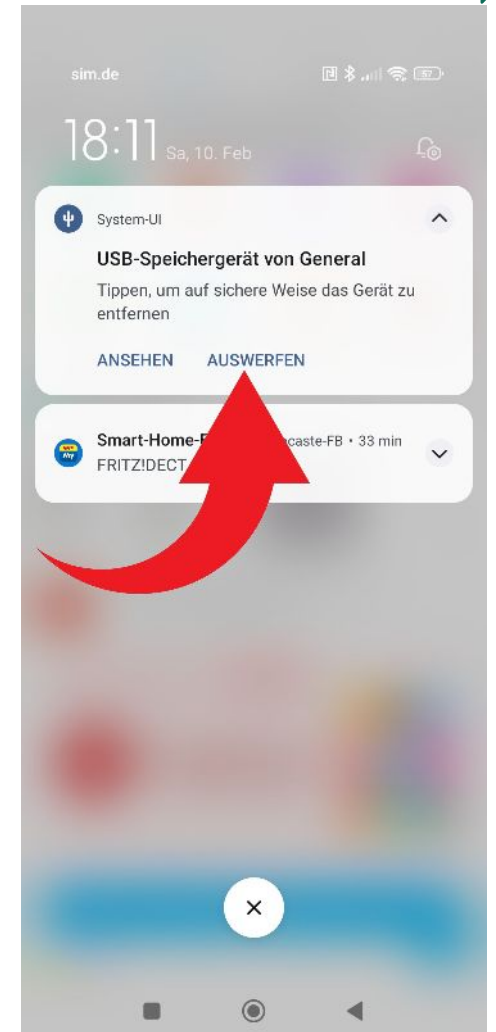 sim.de 57
18:11 Sa, 10. Feb
System-UI
USB-Speichergerät von General
Tippen, um auf sichere Weise das Gerät zu
entfernen
ANSEHEN AUSWERFEN
Smart-Home- caste-FB • 33 min
FRITZ!DECT